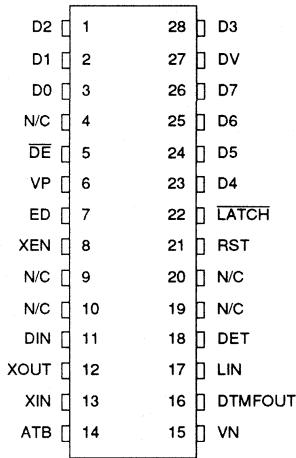 D2 1 28 D3
D1 2 27 DV
D0 3 26 D7
N/C 4 25 D6
DE 5 24 D5
VP 6 23 D4
ED 7 22 LATCH
XEN 8 21 RST
N/C 9 20 N/C
N/C 10 19 N/C
DIN 11 18 DET
XOUT 12 17 LIN
XIN 13 16 DTMFOUT
ATB 14 15 VN